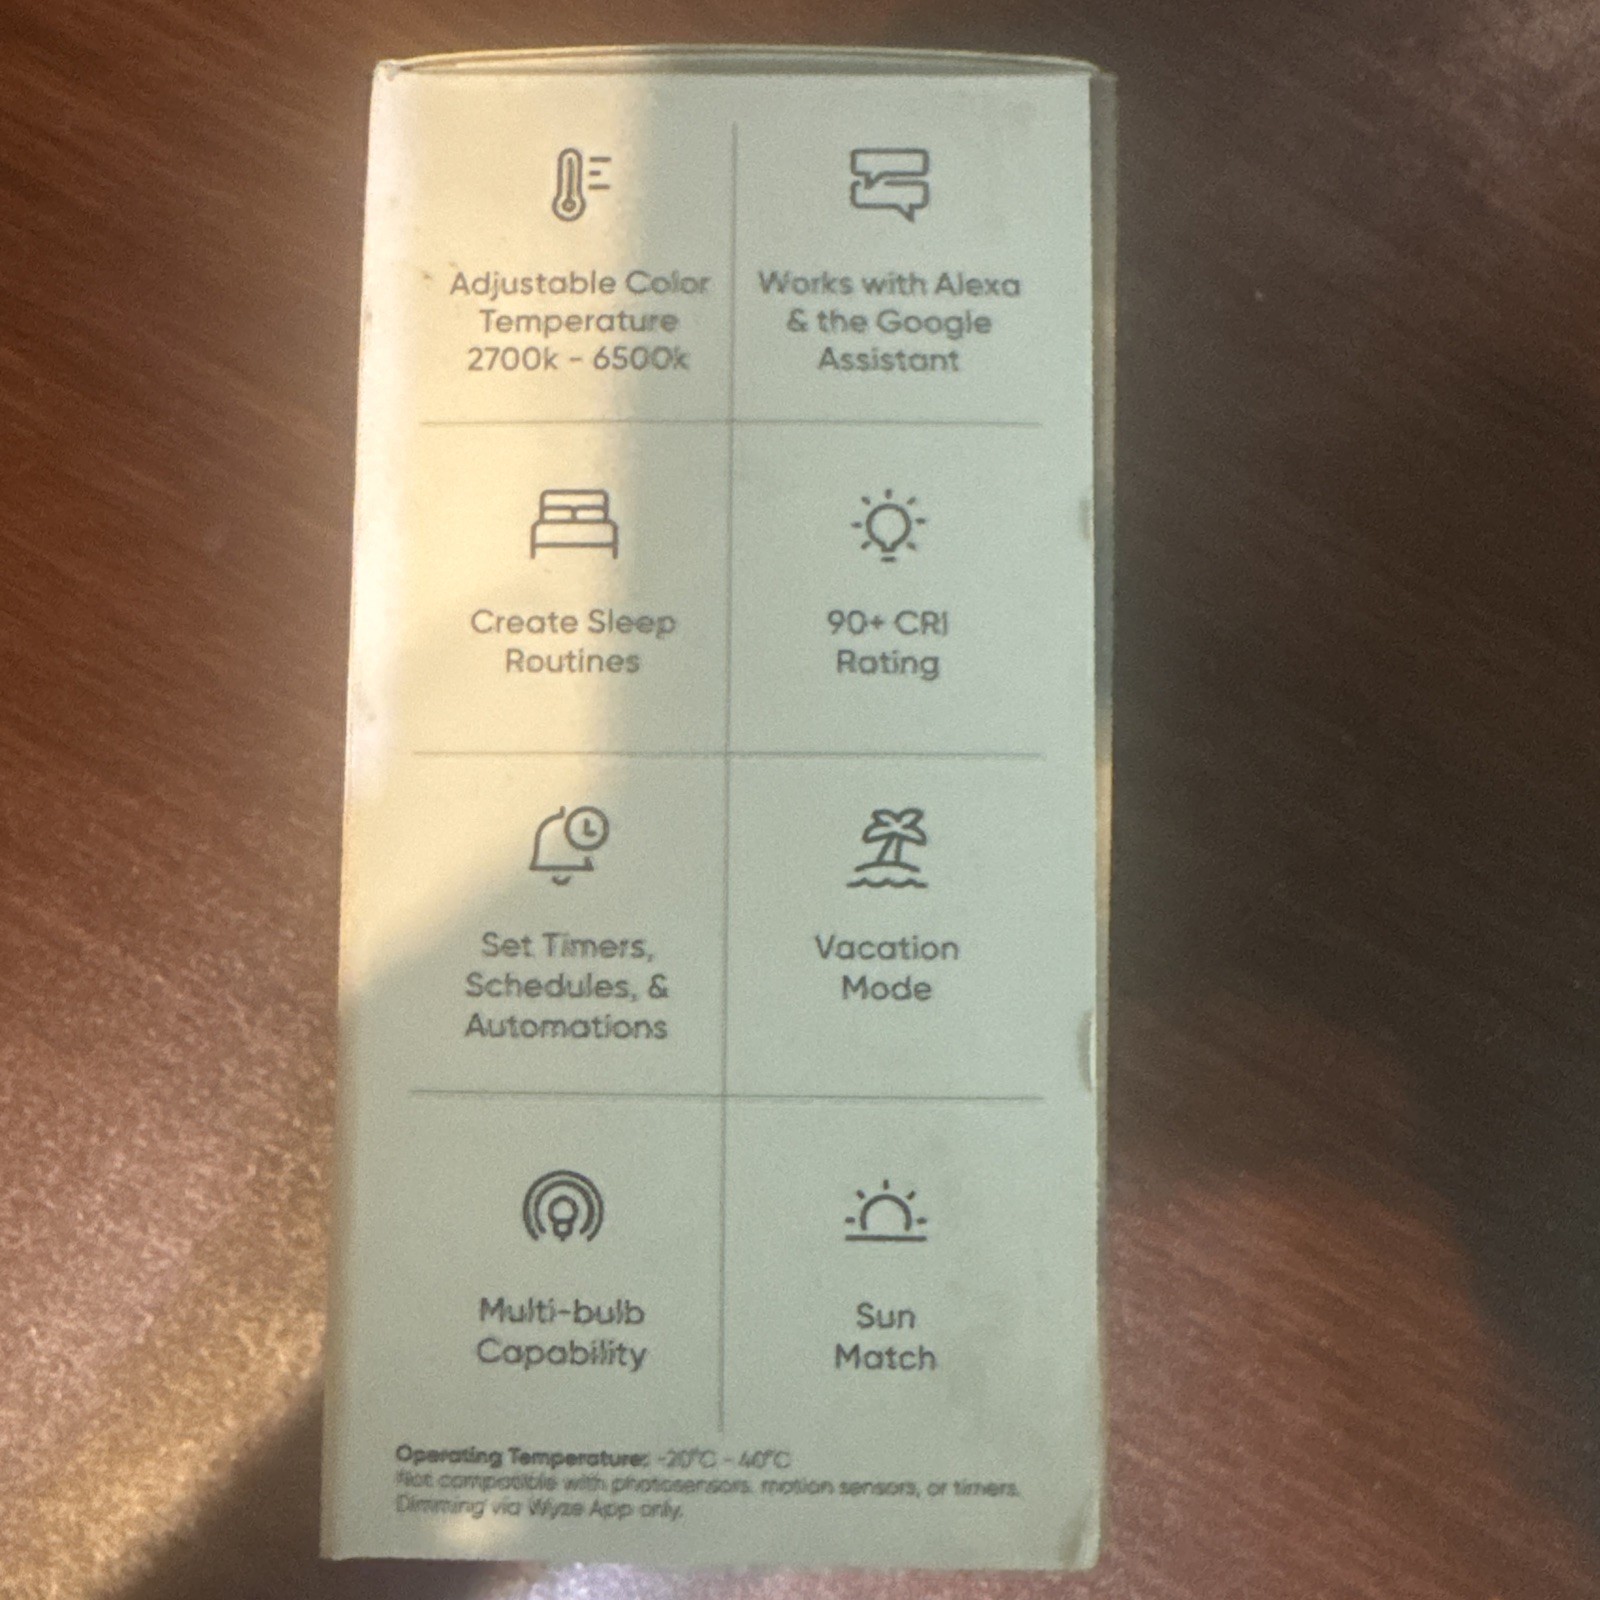 Adjustable Color
Temperature
2700k - 6500k
Works with Alexa
& the Google
Assistant
Create Sleep
Routines
90+ CRI
Rating
Set Timers,
Schedules, &
Automations
Vacation
Mode
Multi-bulb
Capability
Sun
Match
Operating Temperature: -20°C - 40°C
Not compatible with photosensors, motion sensors, or timers.
Dimming via Wyze App only.